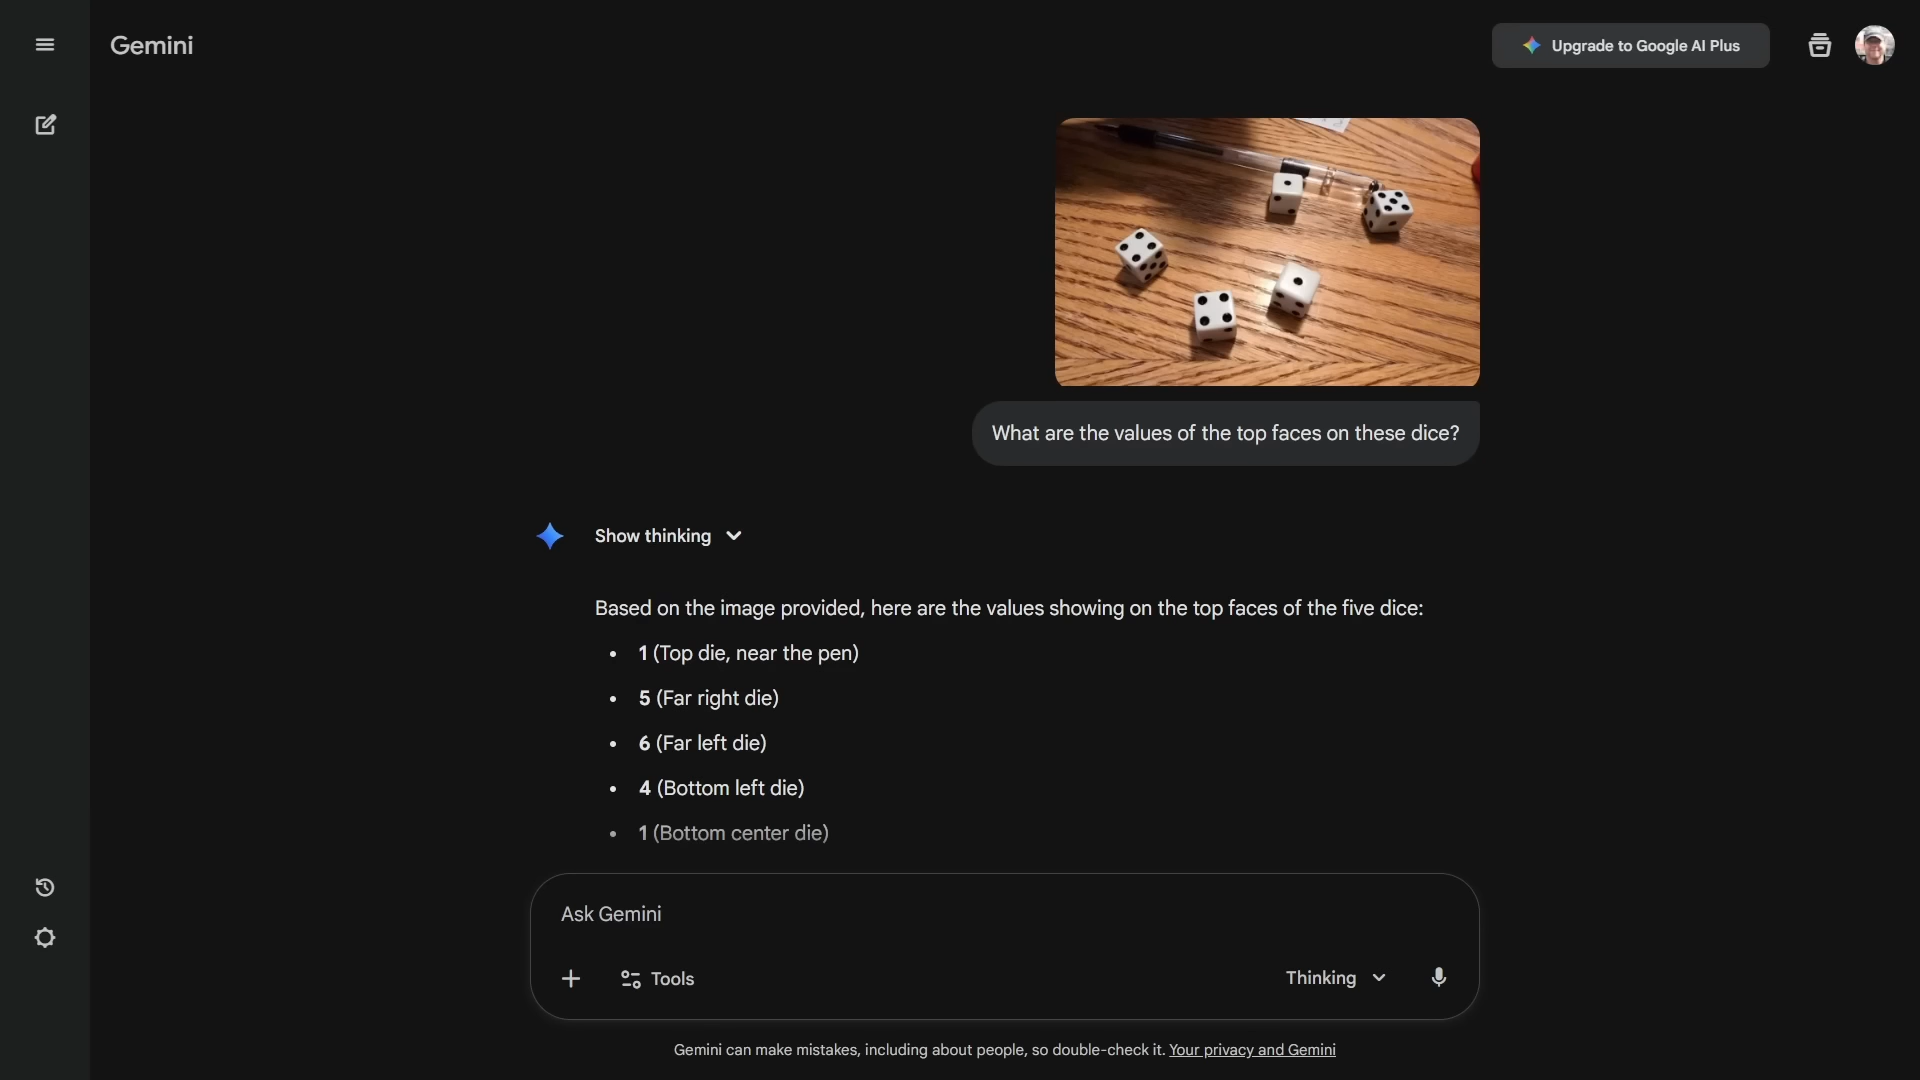 Gemini
Upgrade to Google AI Plus
What are the values of the top faces on these dice?
Show thinking
Based on the image provided, here are the values showing on the top faces of the five dice:
• 1 (Top die, near the pen)
• 5 (Far right die)
• 6 (Far left die)
• 4 (Bottom left die)
• 1 (Bottom center die)
Ask Gemini
Tools
Thinking
Gemini can make mistakes, including about people, so double-check it. Your privacy and Gemini